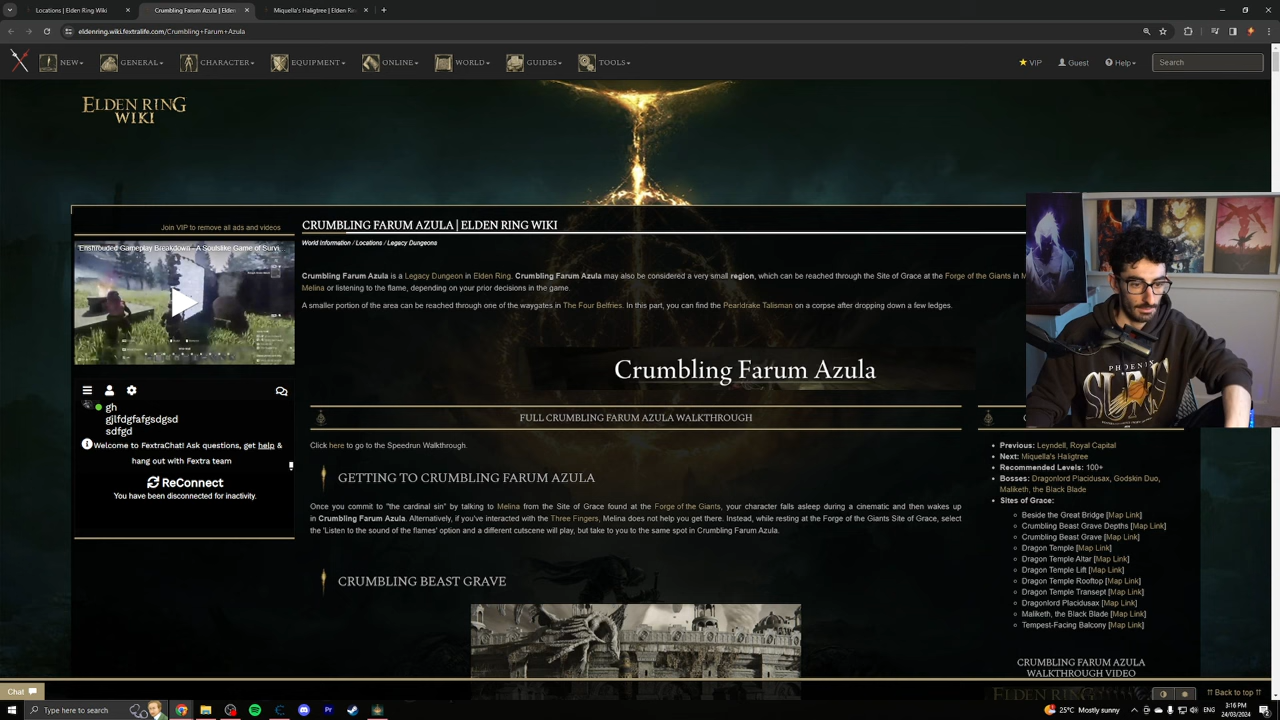 Locations | Elden Ring Wiki
Crumbling Farum Azula | Elden
Miquella's Haligtree | Elden Rin
eldenring.wiki.fextralife.com/Crumbling+Farum+Azula
NEW
GENERAL
CHARACTER
EQUIPMENT
ONLINE
WORLD
GUIDES
TOOLS
VIP
Guest
Help
Search
ELDEN RING
WIKI
Join VIP to remove all ads and videos
Enshrouded Gameplay Breakdown - A Soulslike Game of Survi
gh
gjlfdgfafgsdgsd
sdfgd
Welcome to FextraChat! Ask questions, get help &
hang out with Fextra team
ReConnect
You have been disconnected for inactivity.
CRUMBLING FARUM AZULA | ELDEN RING WIKI
World Information / Locations / Legacy Dungeons
Crumbling Farum Azula is a Legacy Dungeon in Elden Ring. Crumbling Farum Azula may also be considered a very small region, which can be reached through the Site of Grace at the Forge of the Giants in M
Melina or listening to the flame, depending on your prior decisions in the game.
A smaller portion of the area can be reached through one of the waygates in The Four Belfries. In this part, you can find the Pearldrake Talisman on a corpse after dropping down a few ledges.
Crumbling Farum Azula
FULL CRUMBLING FARUM AZULA WALKTHROUGH
Click here to go to the Speedrun Walkthrough.
GETTING TO CRUMBLING FARUM AZULA
Once you commit to "the cardinal sin" by talking to Melina from the Site of Grace found at the Forge of the Giants, your character falls asleep during a cinematic and then wakes up
in Crumbling Farum Azula. Alternatively, if you've interacted with the Three Fingers, Melina does not help you get there. Instead, while resting at the Forge of the Giants Site of Grace, select
the 'Listen to the sound of the flames' option and a different cutscene will play, but take to you to the same spot in Crumbling Farum Azula.
CRUMBLING BEAST GRAVE
PHOENIX
SUNS
Previous: Leyndell, Royal Capital
Next: Miquella's Haligtree
Recommended Levels: 100+
Bosses: Dragonlord Placidusax, Godskin Duo,
Maliketh, the Black Blade
Sites of Grace:
Beside the Great Bridge [Map Link]
Crumbling Beast Grave Depths [Map Link]
Crumbling Beast Grave [Map Link]
Dragon Temple [Map Link]
Dragon Temple Altar [Map Link]
Dragon Temple Lift [Map Link]
Dragon Temple Rooftop [Map Link]
Dragon Temple Transept [Map Link]
Dragonlord Placidusax [Map Link]
Maliketh, the Black Blade [Map Link]
Tempest-Facing Balcony [Map Link]
CRUMBLING FARUM AZULA
WALKTHROUGH VIDEO
ELDEN RING
Chat
Back to top
Type here to search
25°C Mostly sunny
ENG
3:16 PM
24/03/2024